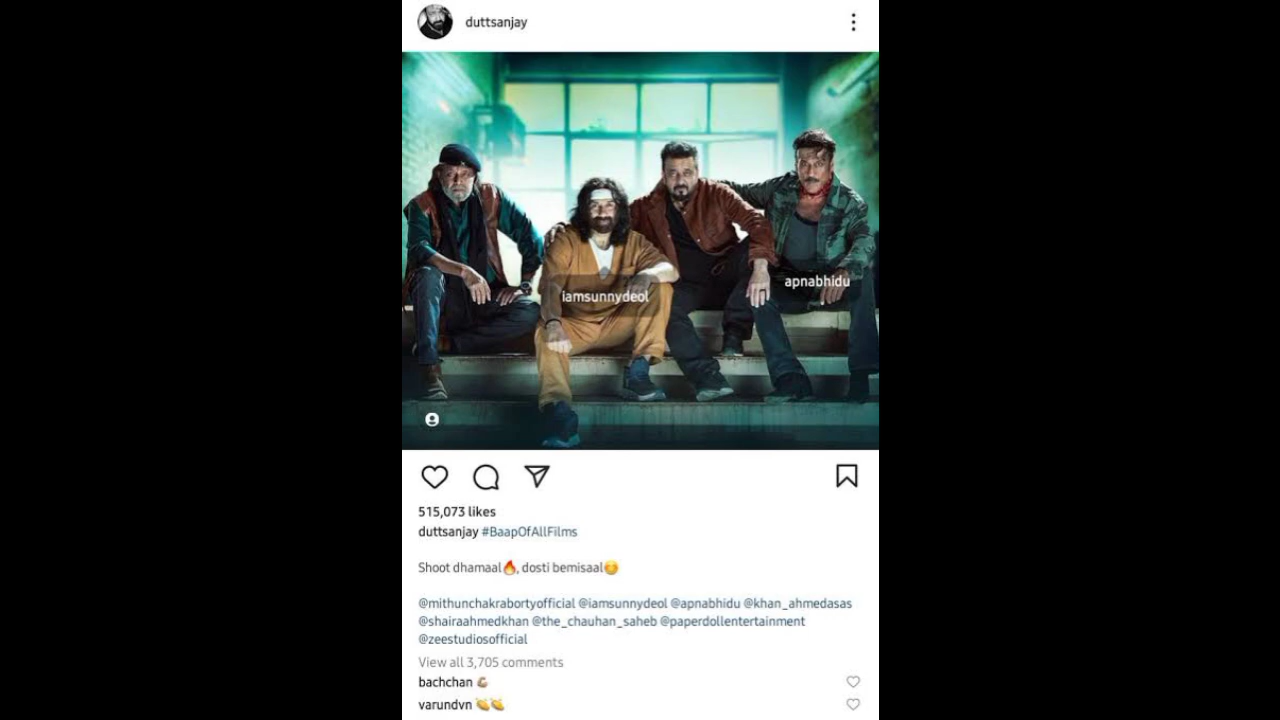 duttsanjay
iamsunnydeol
apnabhidu
515,073 likes
duttsanjay #BaapOfAllFilms
Shoot dhamaal🔥, dosti bemisaal😊
@mithunchakrabortyofficial @iamsunnydeol @apnabhidu @khan_ahmedasas
@shairaahmedkhan @the_chauhan_saheb @paperdollentertainment
@zeestudiosofficial
View all 3,705 comments
bachchan 💪🏽
varundvn 👏👏